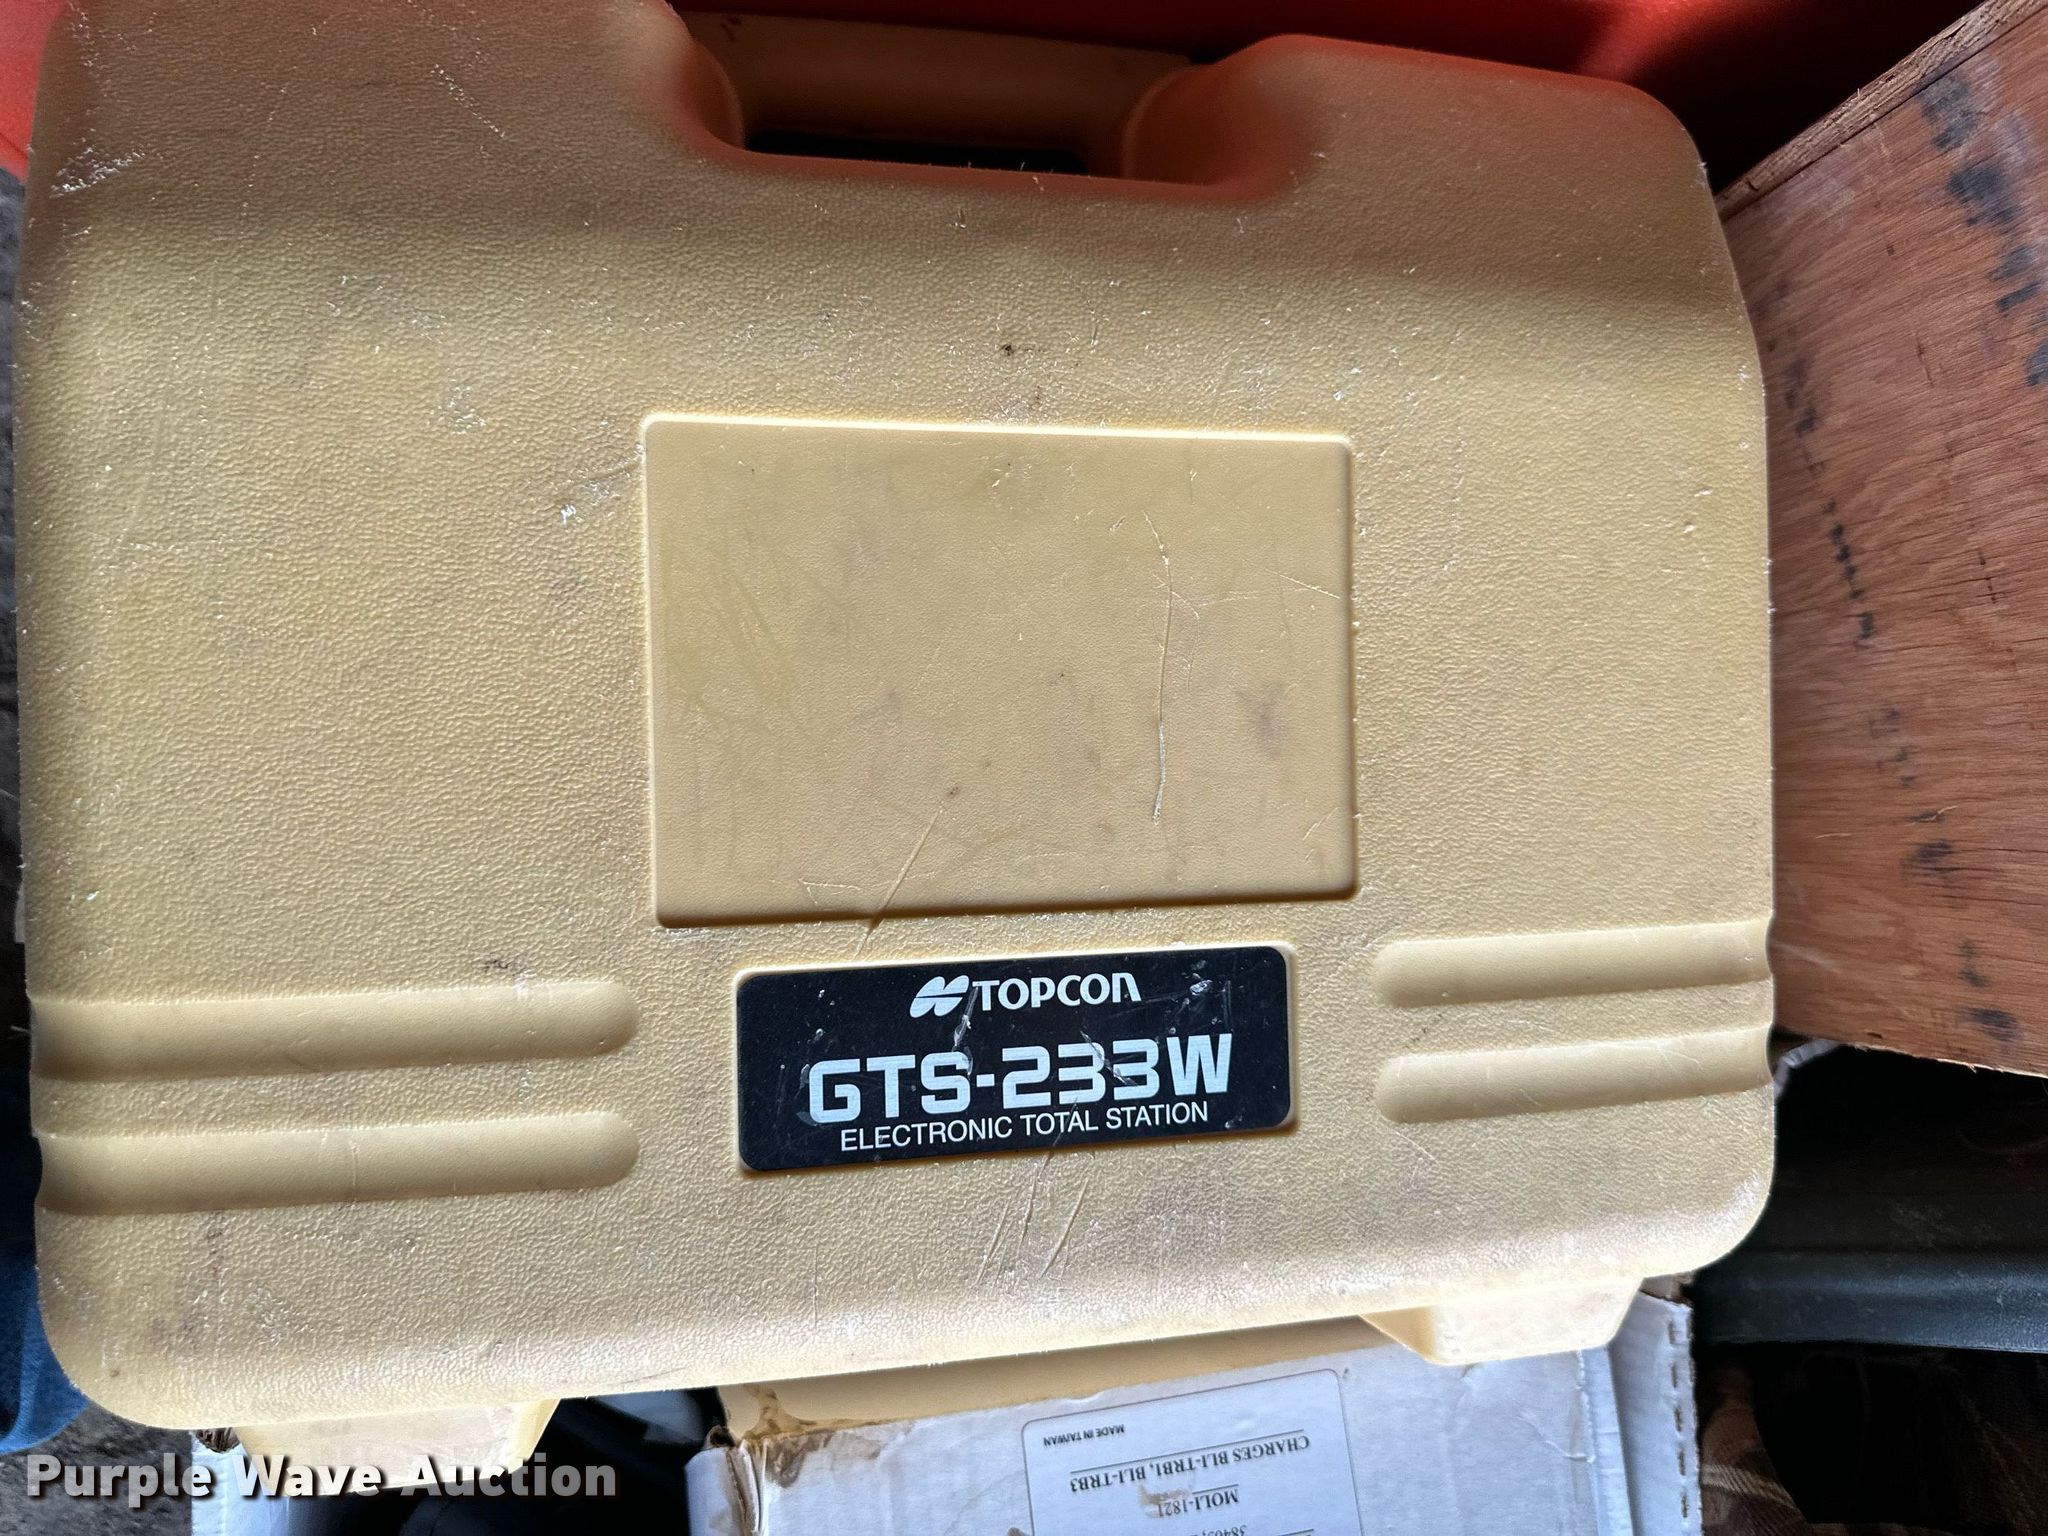 TOPCON
GTS-233W
ELECTRONIC TOTAL STATION
MADE IN TAIWAN
CHARGES BLI-TRB1, BLI-TRB3
MOLI-1821
Purple Wave Auction